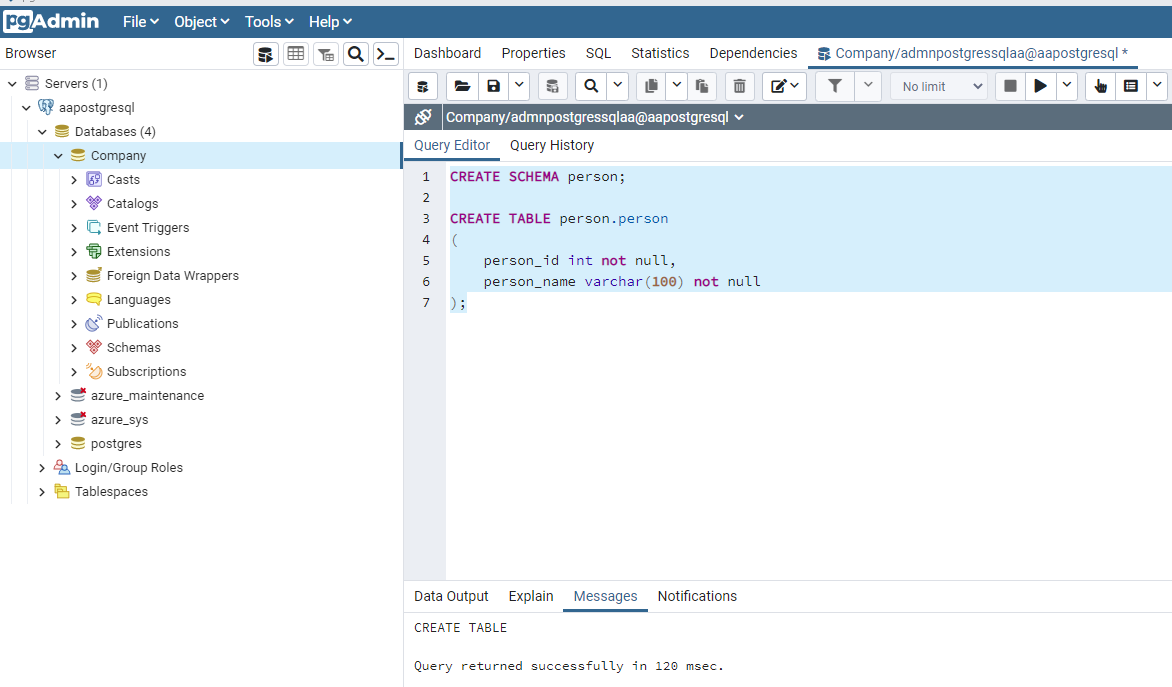 pgAdmin File Object Tools Help
Browser
Dashboard Properties SQL Statistics Dependencies Company/admnpostgressqlaa@aapostgresql *
Servers (1)
aapostgresql
Databases (4)
Company
Casts
Catalogs
Event Triggers
Extensions
Foreign Data Wrappers
Languages
Publications
Schemas
Subscriptions
azure_maintenance
azure_sys
postgres
Login/Group Roles
Tablespaces
No limit
Company/admnpostgressqlaa@aapostgresql
Query Editor Query History
1 CREATE SCHEMA person;
2
3 CREATE TABLE person.person
4 (
5 person_id int not null,
6 person_name varchar(100) not null
7 );
Data Output Explain Messages Notifications
CREATE TABLE
Query returned successfully in 120 msec.